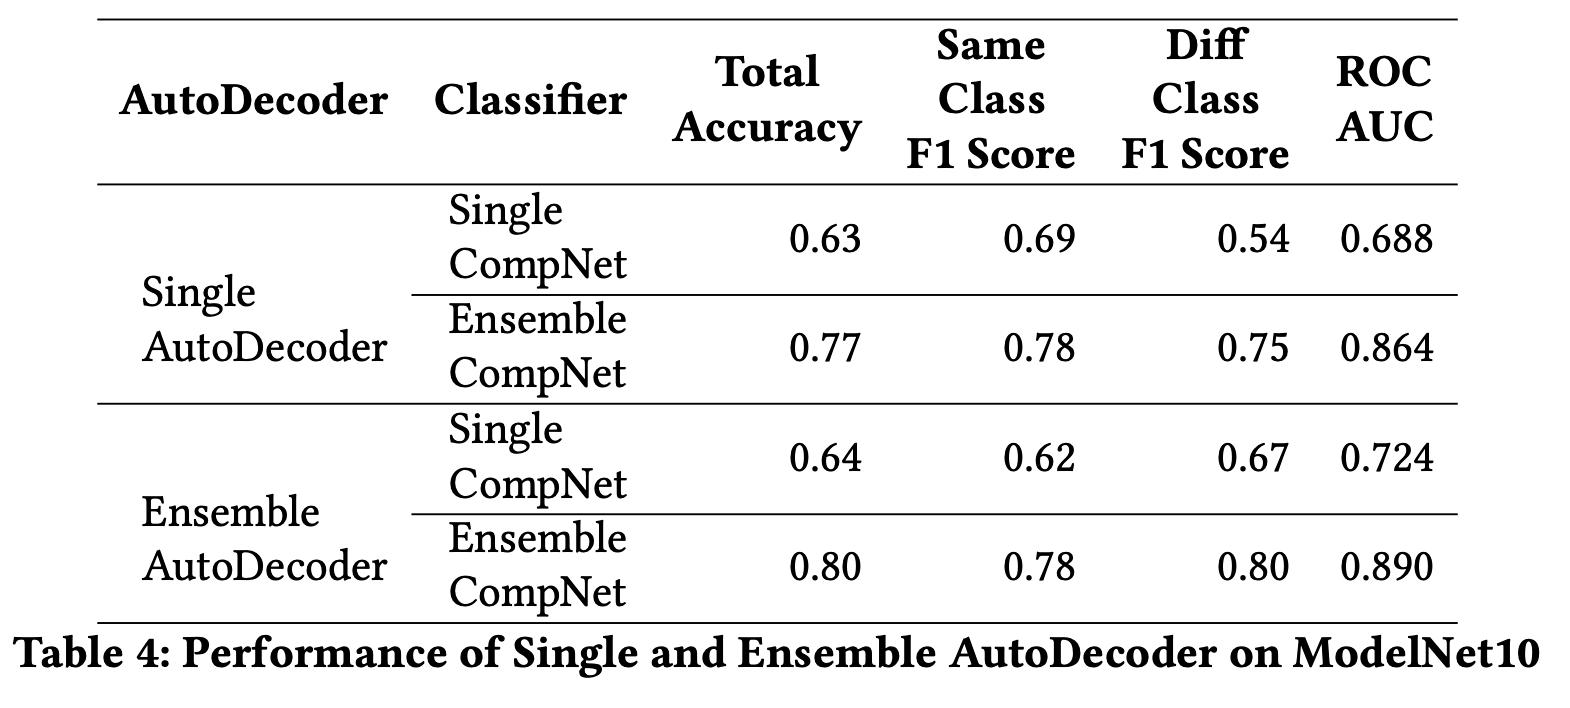 AutoDecoder Classifier Total Accuracy Same Class F1 Score Diff Class F1 Score ROC AUC
Single AutoDecoder Single CompNet 0.63 0.69 0.54 0.688
Ensemble CompNet 0.77 0.78 0.75 0.864
Ensemble AutoDecoder Single CompNet 0.64 0.62 0.67 0.724
Ensemble CompNet 0.80 0.78 0.80 0.890
Table 4: Performance of Single and Ensemble AutoDecoder on ModelNet10